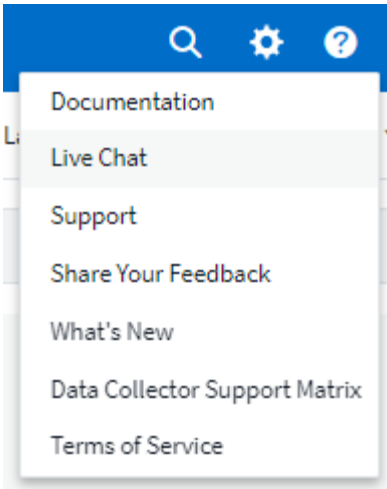 Documentation
Live Chat
Support
Share Your Feedback
What's New
Data Collector Support Matrix
Terms of Service